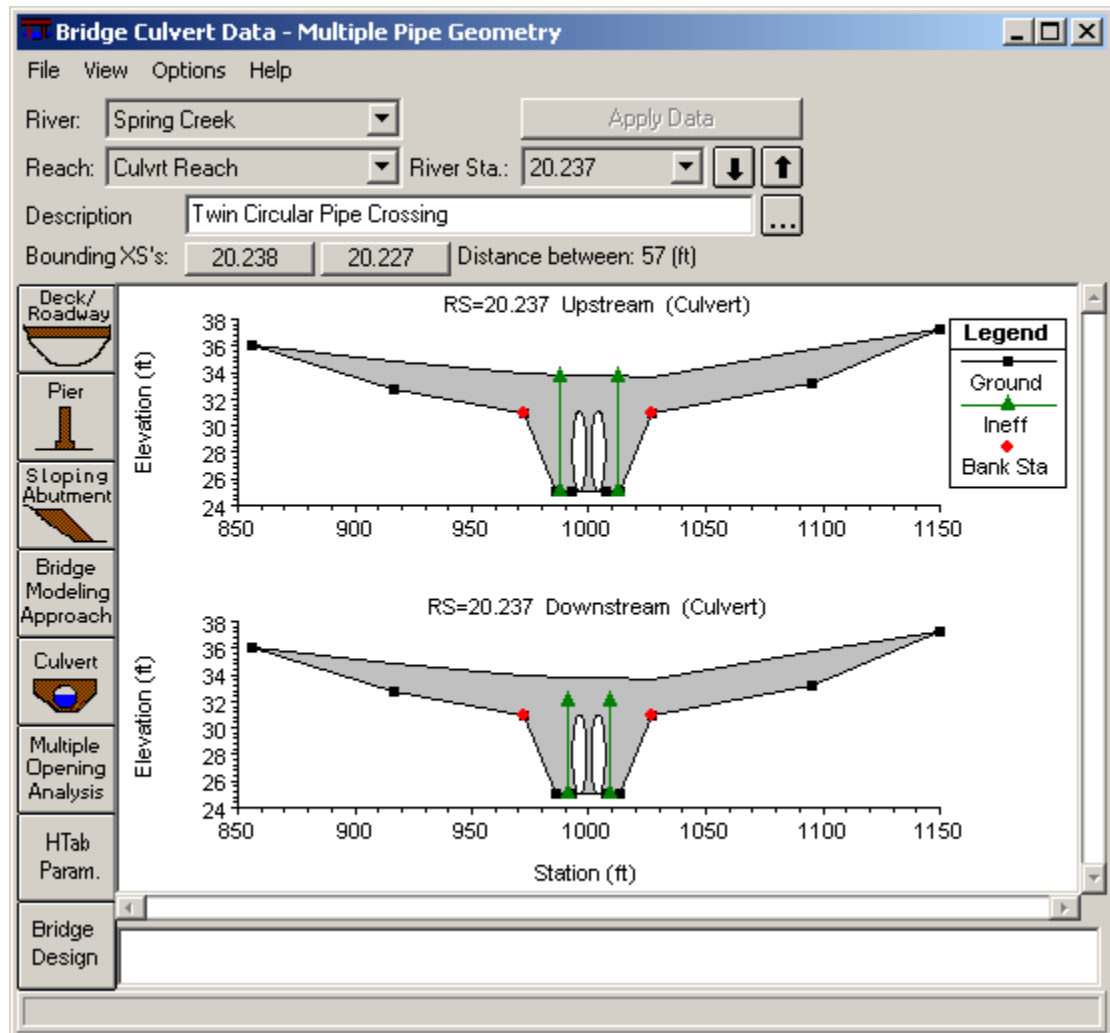 Bridge Culvert Data - Multiple Pipe Geometry
File View Options Help
River: Spring Creek Apply Data
Reach: Culvrt Reach River Sta.: 20.237
Description Twin Circular Pipe Crossing ...
Bounding XS's: 20.238 20.227 Distance between: 57 (ft)
Deck/
Roadway
Pier
Sloping
Abutment
Bridge
Modeling
Approach
Culvert
Multiple
Opening
Analysis
HTab
Param.
Bridge
Design
RS=20.237 Upstream (Culvert)
Elevation (ft)
38
36
34
32
30
28
26
24
850 900 950 1000 1050 1100 1150
Legend
Ground
Ineff
Bank Sta
RS=20.237 Downstream (Culvert)
Elevation (ft)
38
36
34
32
30
28
26
24
850 900 950 1000 1050 1100 1150
Station (ft)